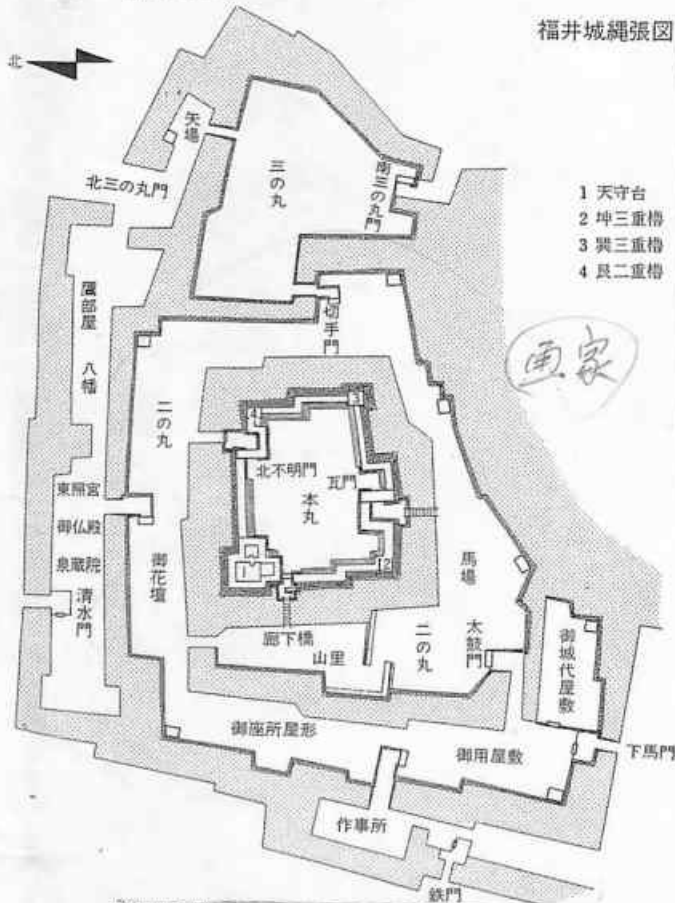 福井城縄張図
北
1 天守台
2 坤三重櫓
3 巽三重櫓
4 艮二重櫓
画家
矢場
北三の丸門
三の丸
南三の丸門
切手門
厩部屋
八幡
二の丸
4
3
北不明門
瓦門
本丸
東照宮
御仏殿
泉蔵院
清水門
御花壇
1
2
馬場
廊下橋
山里
二の丸
太鼓門
御城代屋敷
御座所屋形
御用屋敷
下馬門
作事所
鉄門